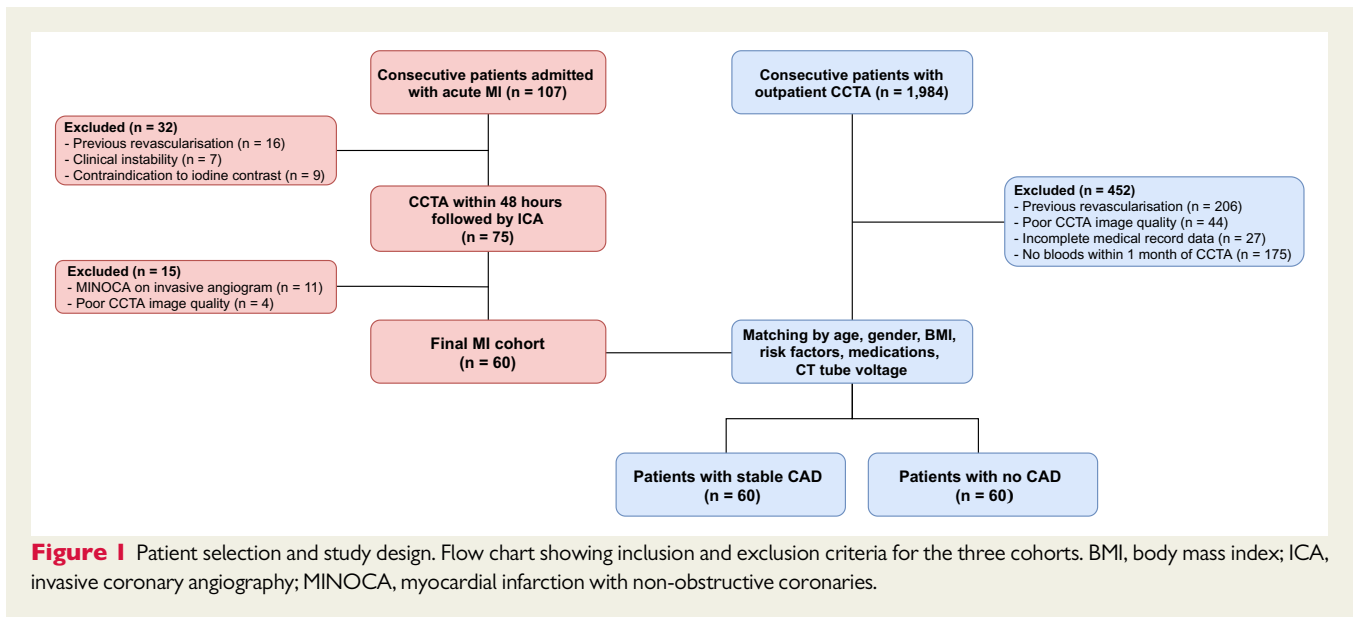 Consecutive patients admitted
with acute MI (n = 107)
Excluded (n = 32)
- Previous revascularisation (n = 16)
- Clinical instability (n = 7)
- Contraindication to iodine contrast (n = 9)
CCTA within 48 hours
followed by ICA
(n = 75)
Excluded (n = 15)
- MINOCA on invasive angiogram (n = 11)
- Poor CCTA image quality (n = 4)
Final MI cohort
(n = 60)
Consecutive patients with
outpatient CCTA (n = 1,984)
Excluded (n = 452)
- Previous revascularisation (n = 206)
- Poor CCTA image quality (n = 44)
- Incomplete medical record data (n = 27)
- No bloods within 1 month of CCTA (n = 175)
Matching by age, gender, BMI,
risk factors, medications,
CT tube voltage
Patients with stable CAD
(n = 60)
Patients with no CAD
(n = 60)
Figure 1 Patient selection and study design. Flow chart showing inclusion and exclusion criteria for the three cohorts. BMI, body mass index; ICA,
invasive coronary angiography; MINOCA, myocardial infarction with non-obstructive coronaries.